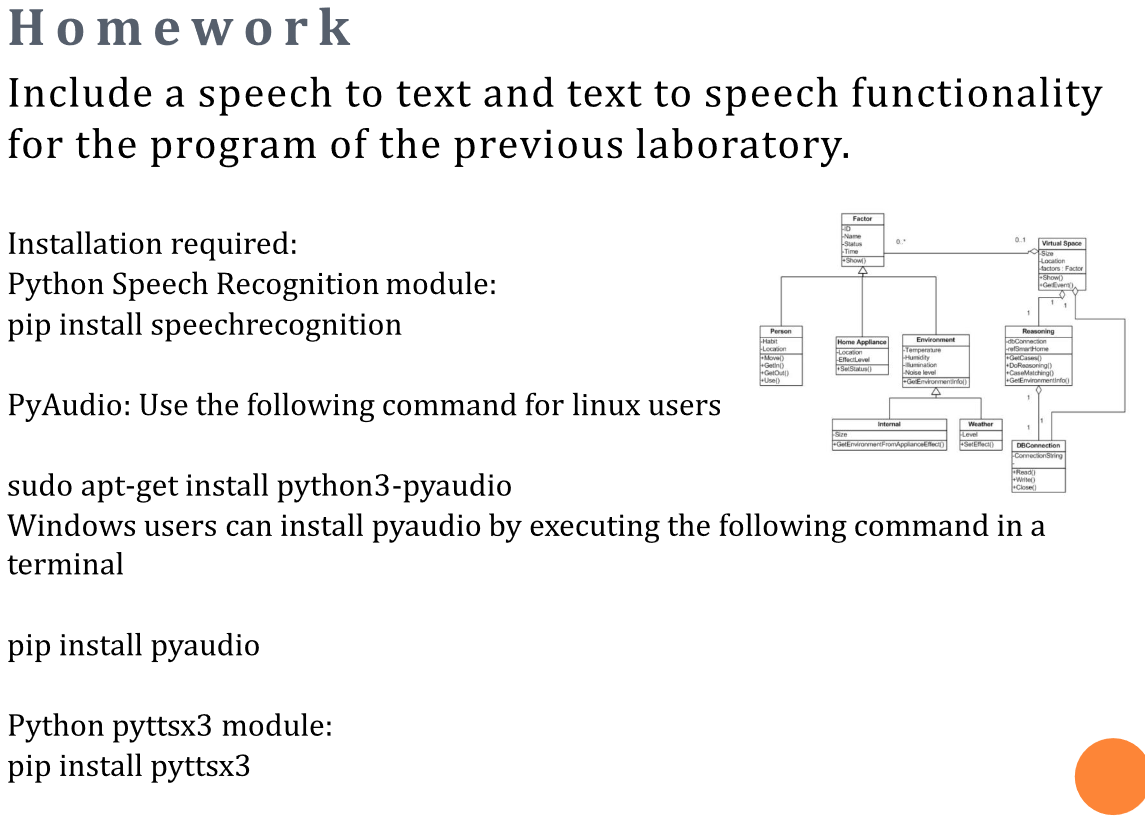 Homework
Include a speech to text and text to speech functionality
for the program of the previous laboratory.
Installation required:
Python Speech Recognition module:
pip install speechrecognition
PyAudio: Use the following command for linux users
sudo apt-get install python3-pyaudio
Windows users can install pyaudio by executing the following command in a
terminal
pip install pyaudio
Python pyttsx3 module:
pip install pyttsx3
Factor
-ID
-Name
-Status
-Time
+Show()
0..*
0..1
Virtual Space
-Size
-Location
-factors : Factor
+Show()
+GetEvent()
1
1
1
Person
-Habit
-Location
+Move()
+GetIn()
+GetOut()
+Use()
Home Appliance
-Location
-EffectLevel
+SetStatus()
Environment
-Temperature
-Humidity
-Illumination
-Noise level
+GetEnvironmentInfo()
Reasoning
-dbConnection
-refSmartHome
+GetCases()
+DoReasoning()
+CaseMatching()
+GetEnvironmentInfo()
1
1
1
Internal
-Size
+GetEnvironmentFromApplianceEffect()
Weather
-Level
+SetEffect()
DBConnection
-ConnectionString
-
+Read()
+Write()
+Close()